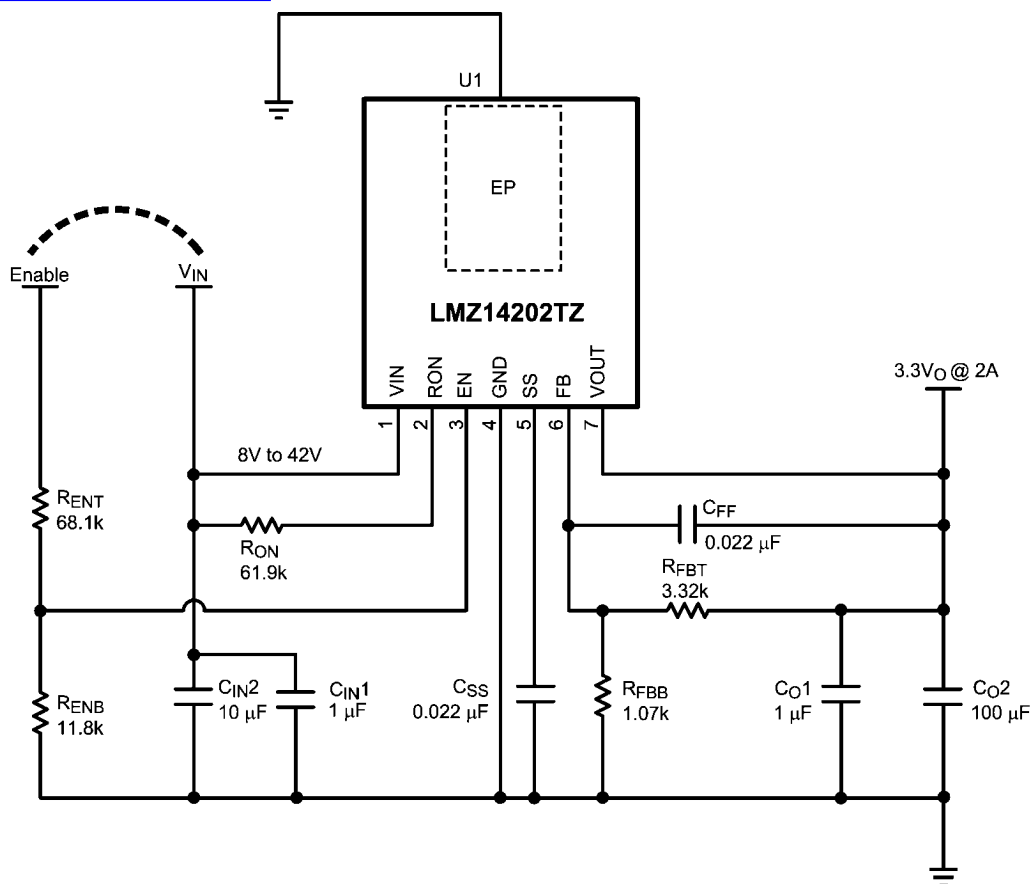 U1
EP
LMZ14202TZ
Enable
VIN
VIN
RON
EN
GND
SS
FB
VOUT
1
2
3
4
5
6
7
3.3VO @ 2A
8V to 42V
RENT
68.1k
RON
61.9k
CFF
0.022 µF
RFBT
3.32k
RENB
11.8k
CIN2
10 µF
CIN1
1 µF
CSS
0.022 µF
RFBB
1.07k
CO1
1 µF
CO2
100 µF